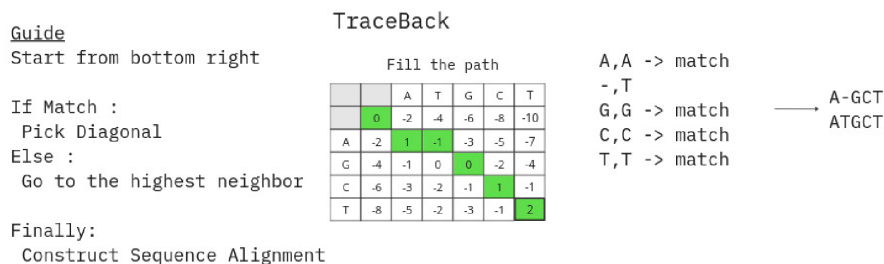 TraceBack
Guide
Start from bottom right
If Match :
Pick Diagonal
Else :
Go to the highest neighbor
Finally:
Construct Sequence Alignment
Fill the path
A T G C T
0 -2 -4 -6 -8 -10
A -2 1 -1 -3 -5 -7
G -4 -1 0 0 -2 -4
C -6 -3 -2 -1 1 -1
T -8 -5 -2 -3 -1 2
A,A -> match
-,T
G,G -> match
C,C -> match
T,T -> match
A-GCT
ATGCT